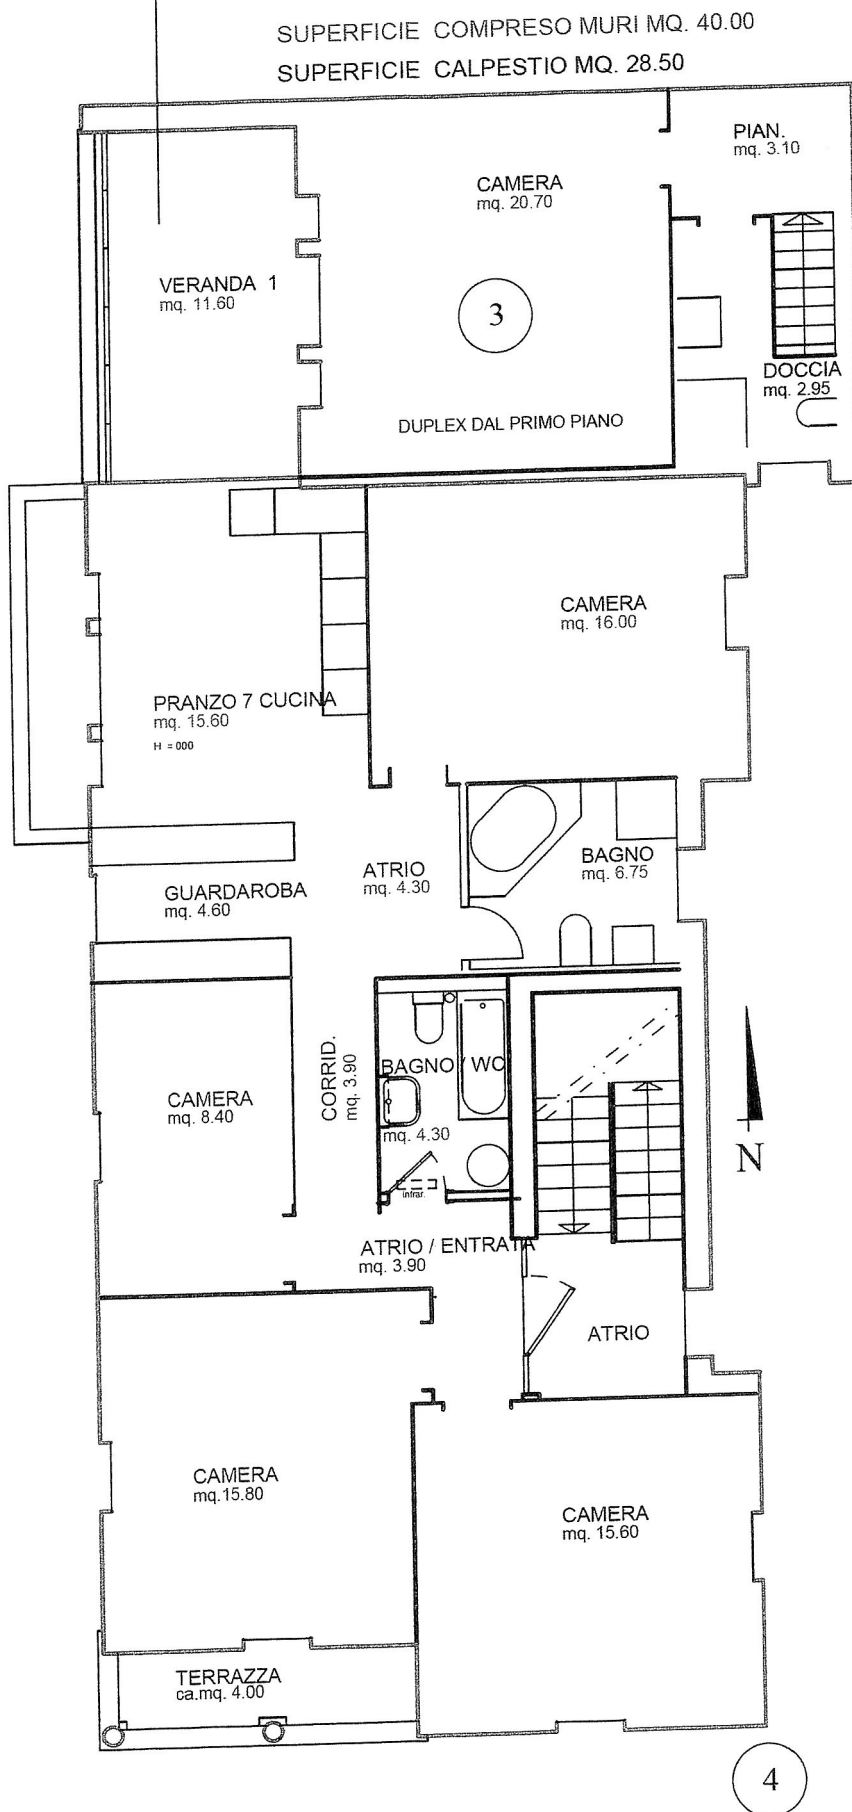 SUPERFICIE COMPRESO MURI MQ. 40.00
SUPERFICIE CALPESTIO MQ. 28.50
PIAN.
mq. 3.10
CAMERA
mq. 20.70
VERANDA 1
mq. 11.60
3
DOCCIA
mq. 2.95
DUPLEX DAL PRIMO PIANO
CAMERA
mq. 16.00
PRANZO 7 CUCINA
mq. 15.60
H = 000
ATRIO
mq. 4.30
BAGNO
mq. 6.75
GUARDAROBA
mq. 4.60
CORRID.
mq. 3.90
BAGNO / WC
mq. 4.30
CAMERA
mq. 8.40
infrar.
N
ATRIO / ENTRATA
mq. 3.90
ATRIO
CAMERA
mq.15.80
CAMERA
mq. 15.60
TERRAZZA
ca.mq. 4.00
4